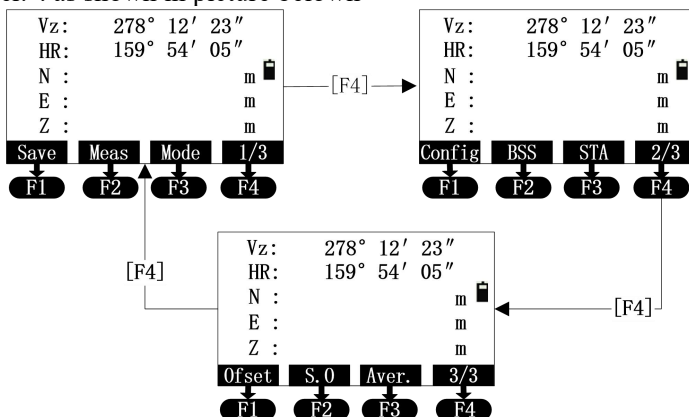 Vz: 278° 12′ 23″
HR: 159° 54′ 05″
N : m
E : m
Z : m
Save Meas Mode 1/3
F1 F2 F3 F4
[F4]
Vz: 278° 12′ 23″
HR: 159° 54′ 05″
N : m
E : m
Z : m
Config BSS STA 2/3
F1 F2 F3 F4
[F4]
[F4]
Vz: 278° 12′ 23″
HR: 159° 54′ 05″
N : m
E : m
Z : m
Ofset S.O Aver. 3/3
F1 F2 F3 F4